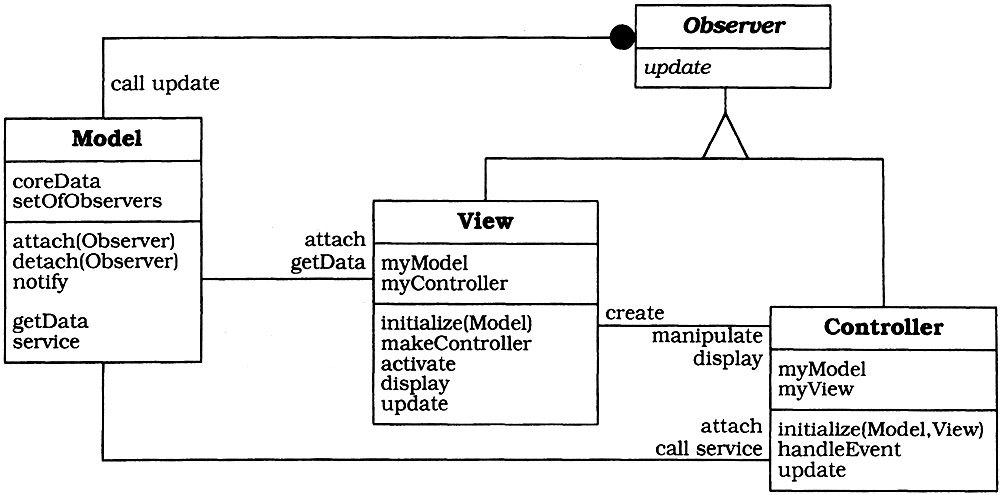 Observer
update
call update
Model
coreData
setOfObservers
attach(Observer)
detach(Observer)
notify
getData
service
attach
getData
View
myModel
myController
initialize(Model)
makeController
activate
display
update
create
manipulate
display
Controller
myModel
myView
initialize(Model,View)
handleEvent
update
attach
call service